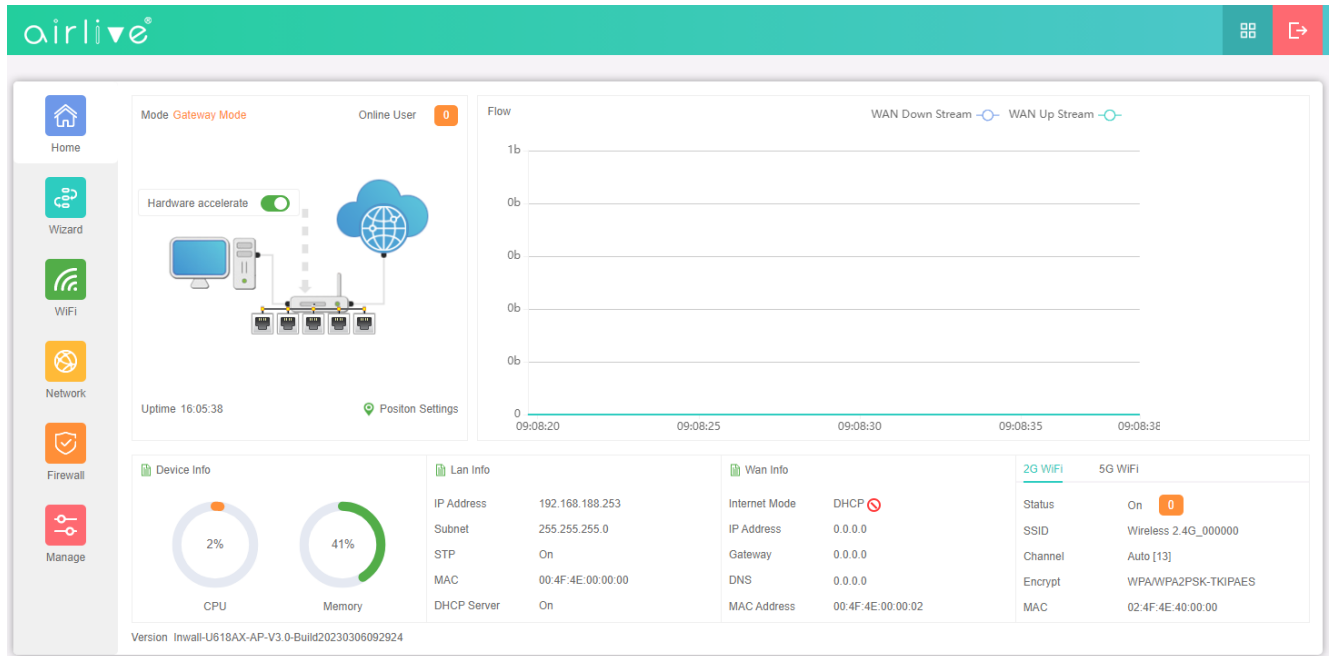 airlive®
Home
Wizard
WiFi
Network
Firewall
Manage
Mode Gateway Mode
Online User 0
Hardware accelerate
Uptime 16:05:38
Positon Settings
Flow
WAN Down Stream WAN Up Stream
1b
0b
0b
0b
0b
0
09:08:20 09:08:25 09:08:30 09:08:35 09:08:38
Device Info
2% 41%
CPU Memory
Lan Info
IP Address 192.168.188.253
Subnet 255.255.255.0
STP On
MAC 00:4F:4E:00:00:00
DHCP Server On
Wan Info
Internet Mode DHCP
IP Address 0.0.0.0
Gateway 0.0.0.0
DNS 0.0.0.0
MAC Address 00:4F:4E:00:00:02
2G WiFi 5G WiFi
Status On 0
SSID Wireless 2.4G_000000
Channel Auto [13]
Encrypt WPA/WPA2PSK-TKIPAES
MAC 02:4F:4E:40:00:00
Version Inwall-U618AX-AP-V3.0-Build20230306092924